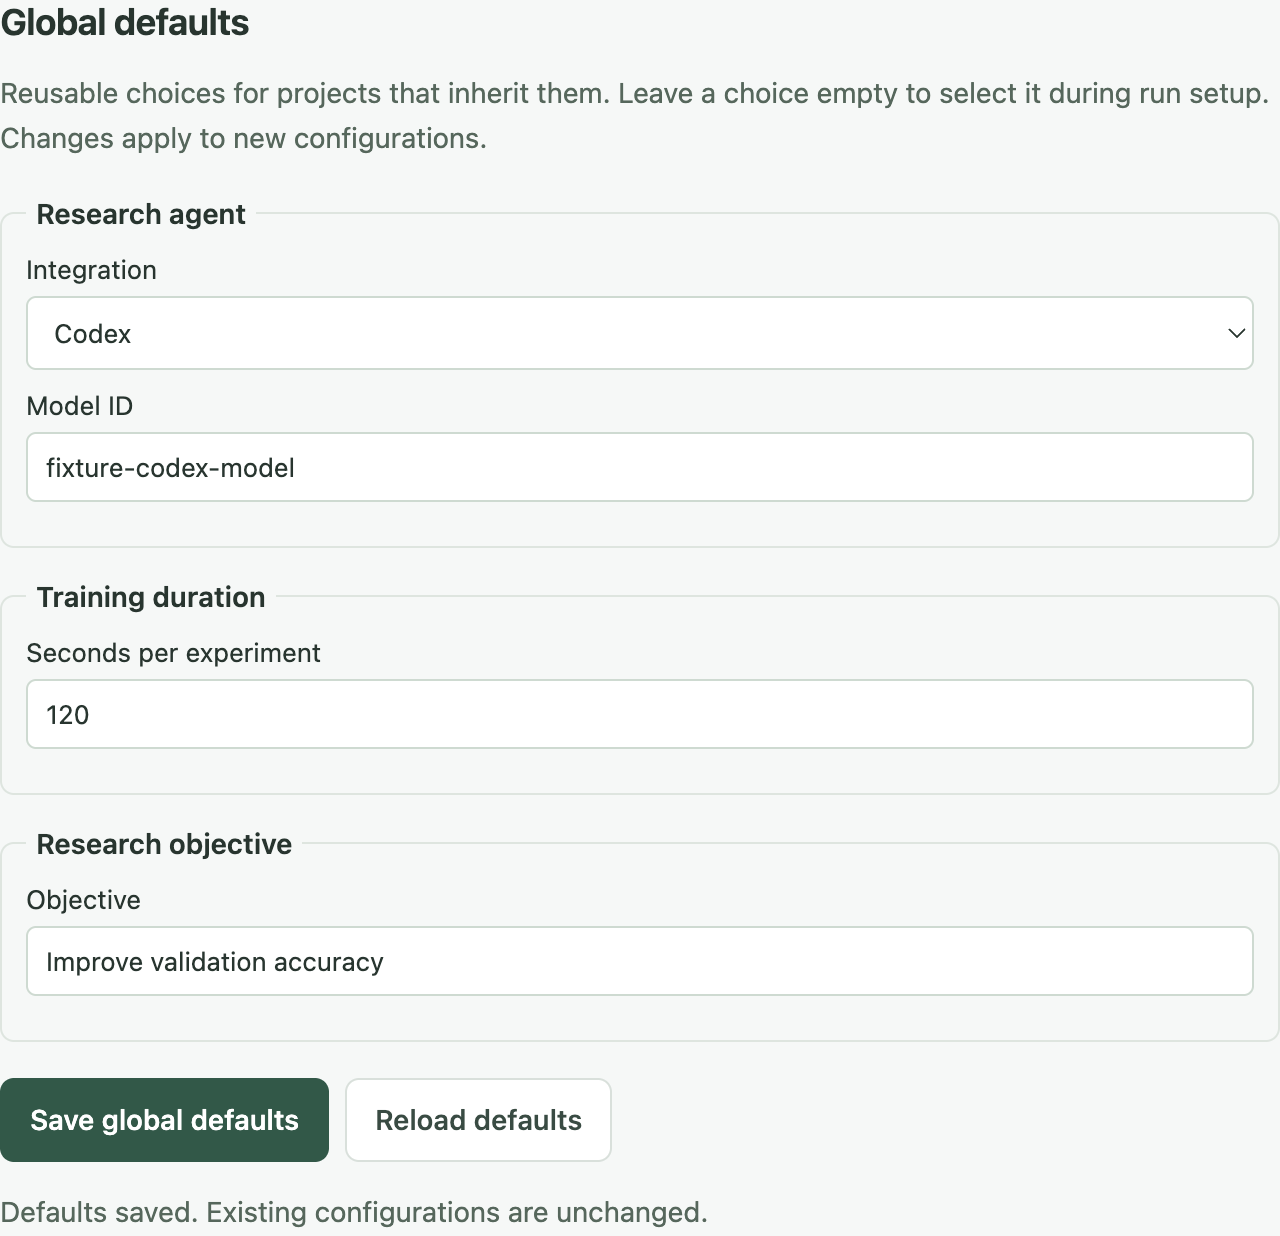 Global defaults
Reusable choices for projects that inherit them. Leave a choice empty to select it during run setup.
Changes apply to new configurations.
Research agent
Integration
Codex
Model ID
fixture-codex-model
Training duration
Seconds per experiment
120
Research objective
Objective
Improve validation accuracy
Save global defaults
Reload defaults
Defaults saved. Existing configurations are unchanged.